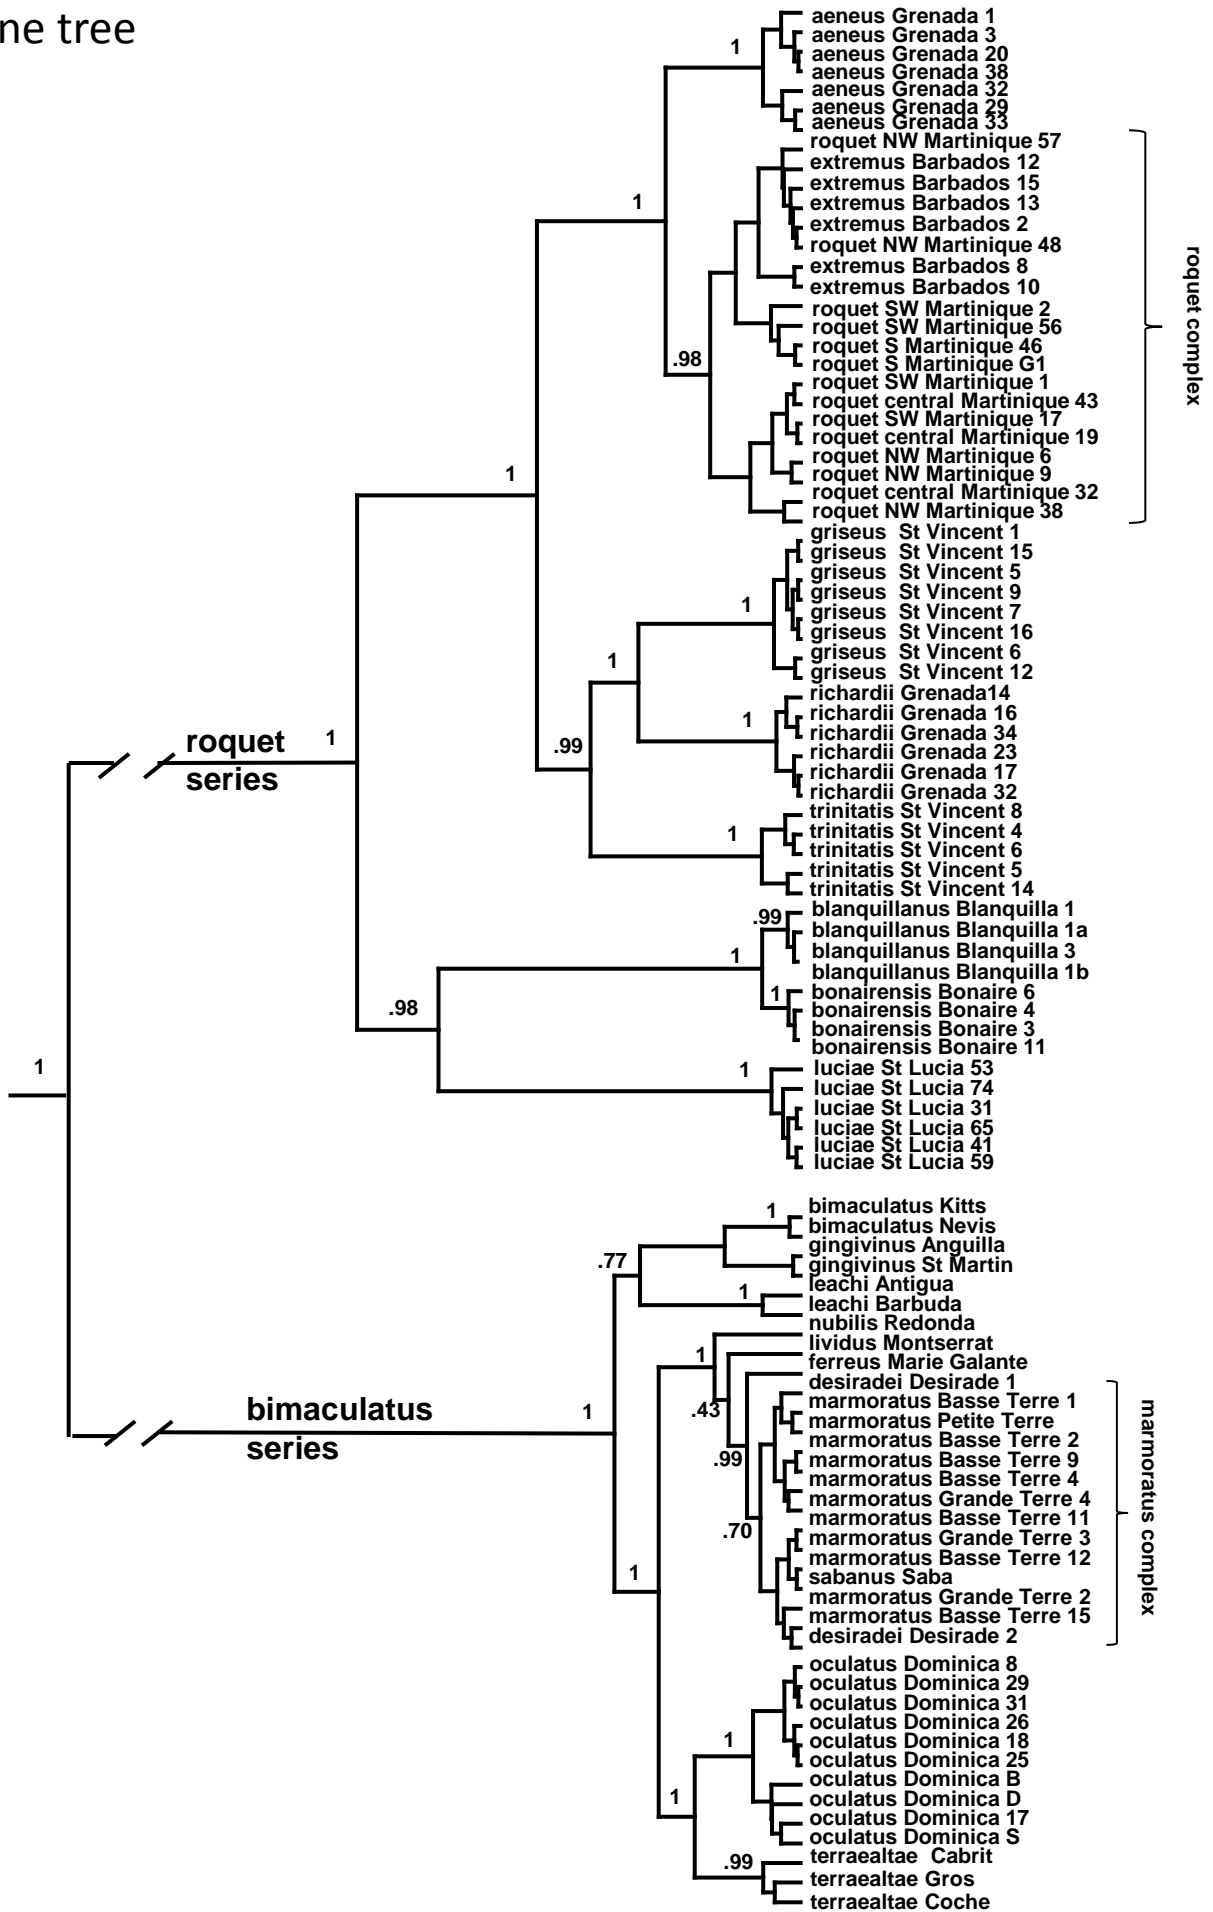 ne tree
1
aeneus Grenada 1
aeneus Grenada 3
aeneus Grenada 20
aeneus Grenada 38
aeneus Grenada 32
aeneus Grenada 29
aeneus Grenada 33
roquet NW Martinique 57
extremus Barbados 12
extremus Barbados 15
1
extremus Barbados 13
extremus Barbados 2
roquet NW Martinique 48
extremus Barbados 8
extremus Barbados 10
roquet SW Martinique 2
roquet SW Martinique 56
roquet S Martinique 46
.98
roquet S Martinique G1
roquet SW Martinique 1
roquet central Martinique 43
roquet SW Martinique 17
roquet central Martinique 19
roquet NW Martinique 6
1
roquet NW Martinique 9
roquet central Martinique 32
roquet NW Martinique 38
roquet complex
griseus St Vincent 1
griseus St Vincent 15
griseus St Vincent 5
griseus St Vincent 9
1
griseus St Vincent 7
griseus St Vincent 16
1
griseus St Vincent 6
griseus St Vincent 12
richardii Grenada14
1
richardii Grenada 16
richardii Grenada 34
.99
richardii Grenada 23
richardii Grenada 17
richardii Grenada 32
roquet
series
1
trinitatis St Vincent 8
1
trinitatis St Vincent 4
trinitatis St Vincent 6
trinitatis St Vincent 5
trinitatis St Vincent 14
.99
blanquillanus Blanquilla 1
blanquillanus Blanquilla 1a
1
blanquillanus Blanquilla 3
blanquillanus Blanquilla 1b
1
bonairensis Bonaire 6
.98
bonairensis Bonaire 4
bonairensis Bonaire 3
bonairensis Bonaire 11
1
1
luciae St Lucia 53
luciae St Lucia 74
luciae St Lucia 31
luciae St Lucia 65
luciae St Lucia 41
luciae St Lucia 59
1
bimaculatus Kitts
bimaculatus Nevis
gingivinus Anguilla
.77
gingivinus St Martin
leachi Antigua
1
leachi Barbuda
nubilis Redonda
lividus Montserrat
1
ferreus Marie Galante
desiradei Desirade 1
marmoratus Basse Terre 1
.43
marmoratus Petite Terre
bimaculatus
series
1
marmoratus Basse Terre 2
.99
marmoratus Basse Terre 9
marmoratus Basse Terre 4
marmoratus Grande Terre 4
marmoratus Basse Terre 11
.70
marmoratus Grande Terre 3
marmoratus Basse Terre 12
1
sabanus Saba
marmoratus Grande Terre 2
marmoratus Basse Terre 15
desiradei Desirade 2
marmoratus complex
oculatus Dominica 8
oculatus Dominica 29
oculatus Dominica 31
oculatus Dominica 26
1
oculatus Dominica 18
oculatus Dominica 25
oculatus Dominica B
1
oculatus Dominica D
oculatus Dominica 17
oculatus Dominica S
.99
terraealtae Cabrit
terraealtae Gros
terraealtae Coche